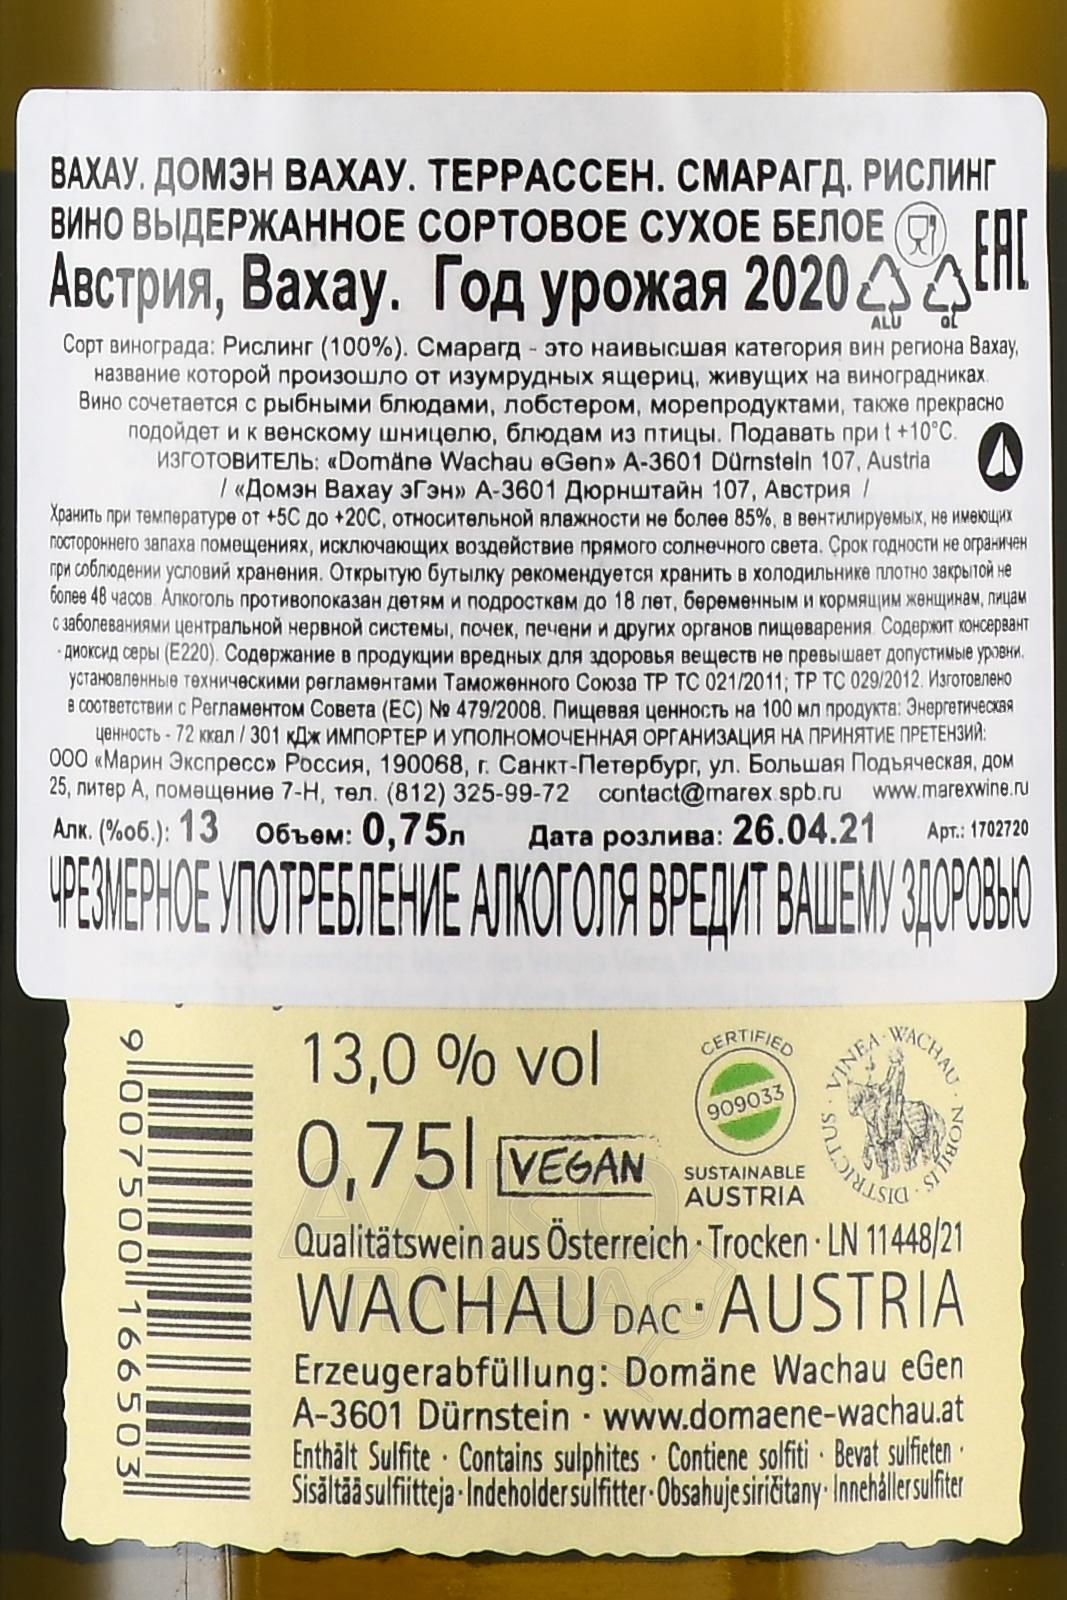 ВАХАУ. ДОМЭН ВАХАУ. ТЕРРАССЕН. СМАРАГД. РИСЛИНГ
ВИНО ВЫДЕРЖАННОЕ СОРТОВОЕ СУХОЕ БЕЛОЕ
EAC
Австрия, Вахау. Год урожая 2020
ALU GL
Сорт винограда: Рислинг (100%). Смарагд - это наивысшая категория вин региона Вахау,
название которой произошло от изумрудных ящериц, живущих на виноградниках.
Вино сочетается с рыбными блюдами, лобстером, морепродуктами, также прекрасно
подойдет и к венскому шницелю, блюдам из птицы. Подавать при t +10°C.
ИЗГОТОВИТЕЛЬ: «Domäne Wachau eGen» A-3601 Dürnstein 107, Austria
/ «Домэн Вахау эГэн» А-3601 Дюрнштайн 107, Австрия /
Хранить при температуре от +5С до +20С, относительной влажности не более 85%, в вентилируемых, не имеющих
постороннего запаха помещениях, исключающих воздействие прямого солнечного света. Срок годности не ограничен
при соблюдении условий хранения. Открытую бутылку рекомендуется хранить в холодильнике плотно закрытой не
более 48 часов. Алкоголь противопоказан детям и подросткам до 18 лет, беременным и кормящим женщинам, лицам
с заболеваниями центральной нервной системы, почек, печени и других органов пищеварения. Содержит консервант
- диоксид серы (Е220). Содержание в продукции вредных для здоровья веществ не превышает допустимые уровни,
установленные техническими регламентами Таможенного Союза ТР ТС 021/2011; ТР ТС 029/2012. Изготовлено
в соответствии с Регламентом Совета (ЕС) № 479/2008. Пищевая ценность на 100 мл продукта: Энергетическая
ценность - 72 ккал / 301 кДж ИМПОРТЕР И УПОЛНОМОЧЕННАЯ ОРГАНИЗАЦИЯ НА ПРИНЯТИЕ ПРЕТЕНЗИЙ:
ООО «Марин Экспресс» Россия, 190068, г. Санкт-Петербург, ул. Большая Подъяческая, дом
25, литер А, помещение 7-Н, тел. (812) 325-99-72 contact@marex.spb.ru www.marexwine.ru
Алк. (%об.): 13 Объем: 0,75л Дата розлива: 26.04.21 Арт.: 1702720
ЧРЕЗМЕРНОЕ УПОТРЕБЛЕНИЕ АЛКОГОЛЯ ВРЕДИТ ВАШЕМУ ЗДОРОВЬЮ
9 007500 166503
13,0 % vol
0,75l VEGAN
CERTIFIED
909033
SUSTAINABLE
AUSTRIA
VINEA · WACHAU · NOBILIS · DISTRICTUS ·
Qualitätswein aus Österreich · Trocken · LN 11448/21
WACHAU DAC · AUSTRIA
Erzeugerabfüllung: Domäne Wachau eGen
A-3601 Dürnstein · www.domaene-wachau.at
Enthält Sulfite · Contains sulphites · Contiene solfiti · Bevat sulfieten ·
Sisältää sulfiitteja · Indeholder sulfitter · Obsahuje siričitany · Innehåller sulfiter